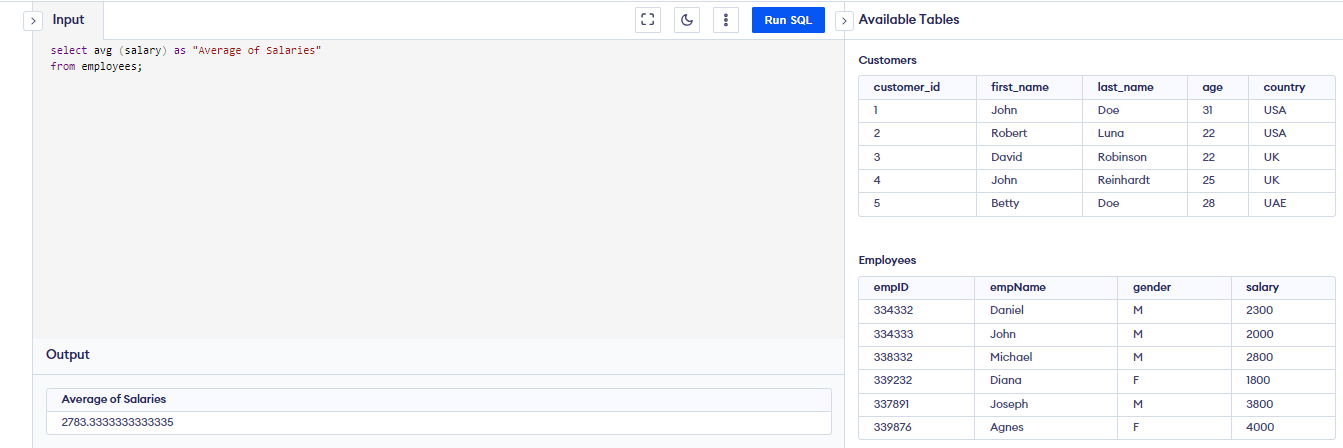 Input
Run SQL
select avg (salary) as "Average of Salaries"
from employees;
Output
Average of Salaries
2783.3333333333335
Available Tables
Customers
customer_id first_name last_name age country
1 John Doe 31 USA
2 Robert Luna 22 USA
3 David Robinson 22 UK
4 John Reinhardt 25 UK
5 Betty Doe 28 UAE
Employees
empID empName gender salary
334332 Daniel M 2300
334333 John M 2000
338332 Michael M 2800
339232 Diana F 1800
337891 Joseph M 3800
339876 Agnes F 4000